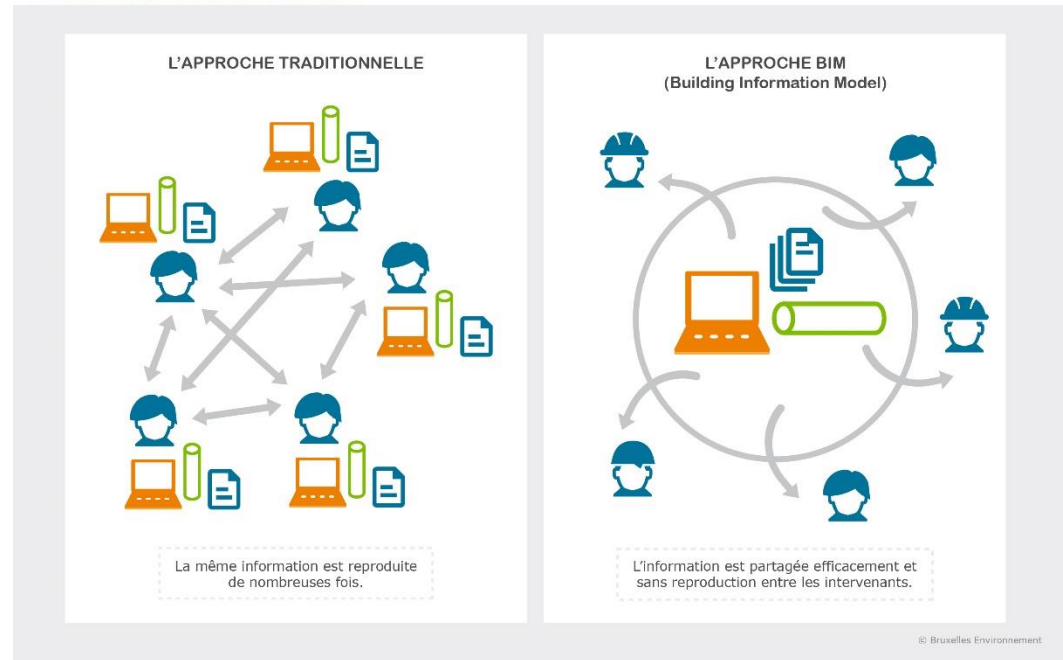 L'APPROCHE TRADITIONNELLE
La même information est reproduite
de nombreuses fois.
L'APPROCHE BIM
(Building Information Model)
L'information est partagée efficacement et
sans reproduction entre les intervenants.
© Bruxelles Environnement